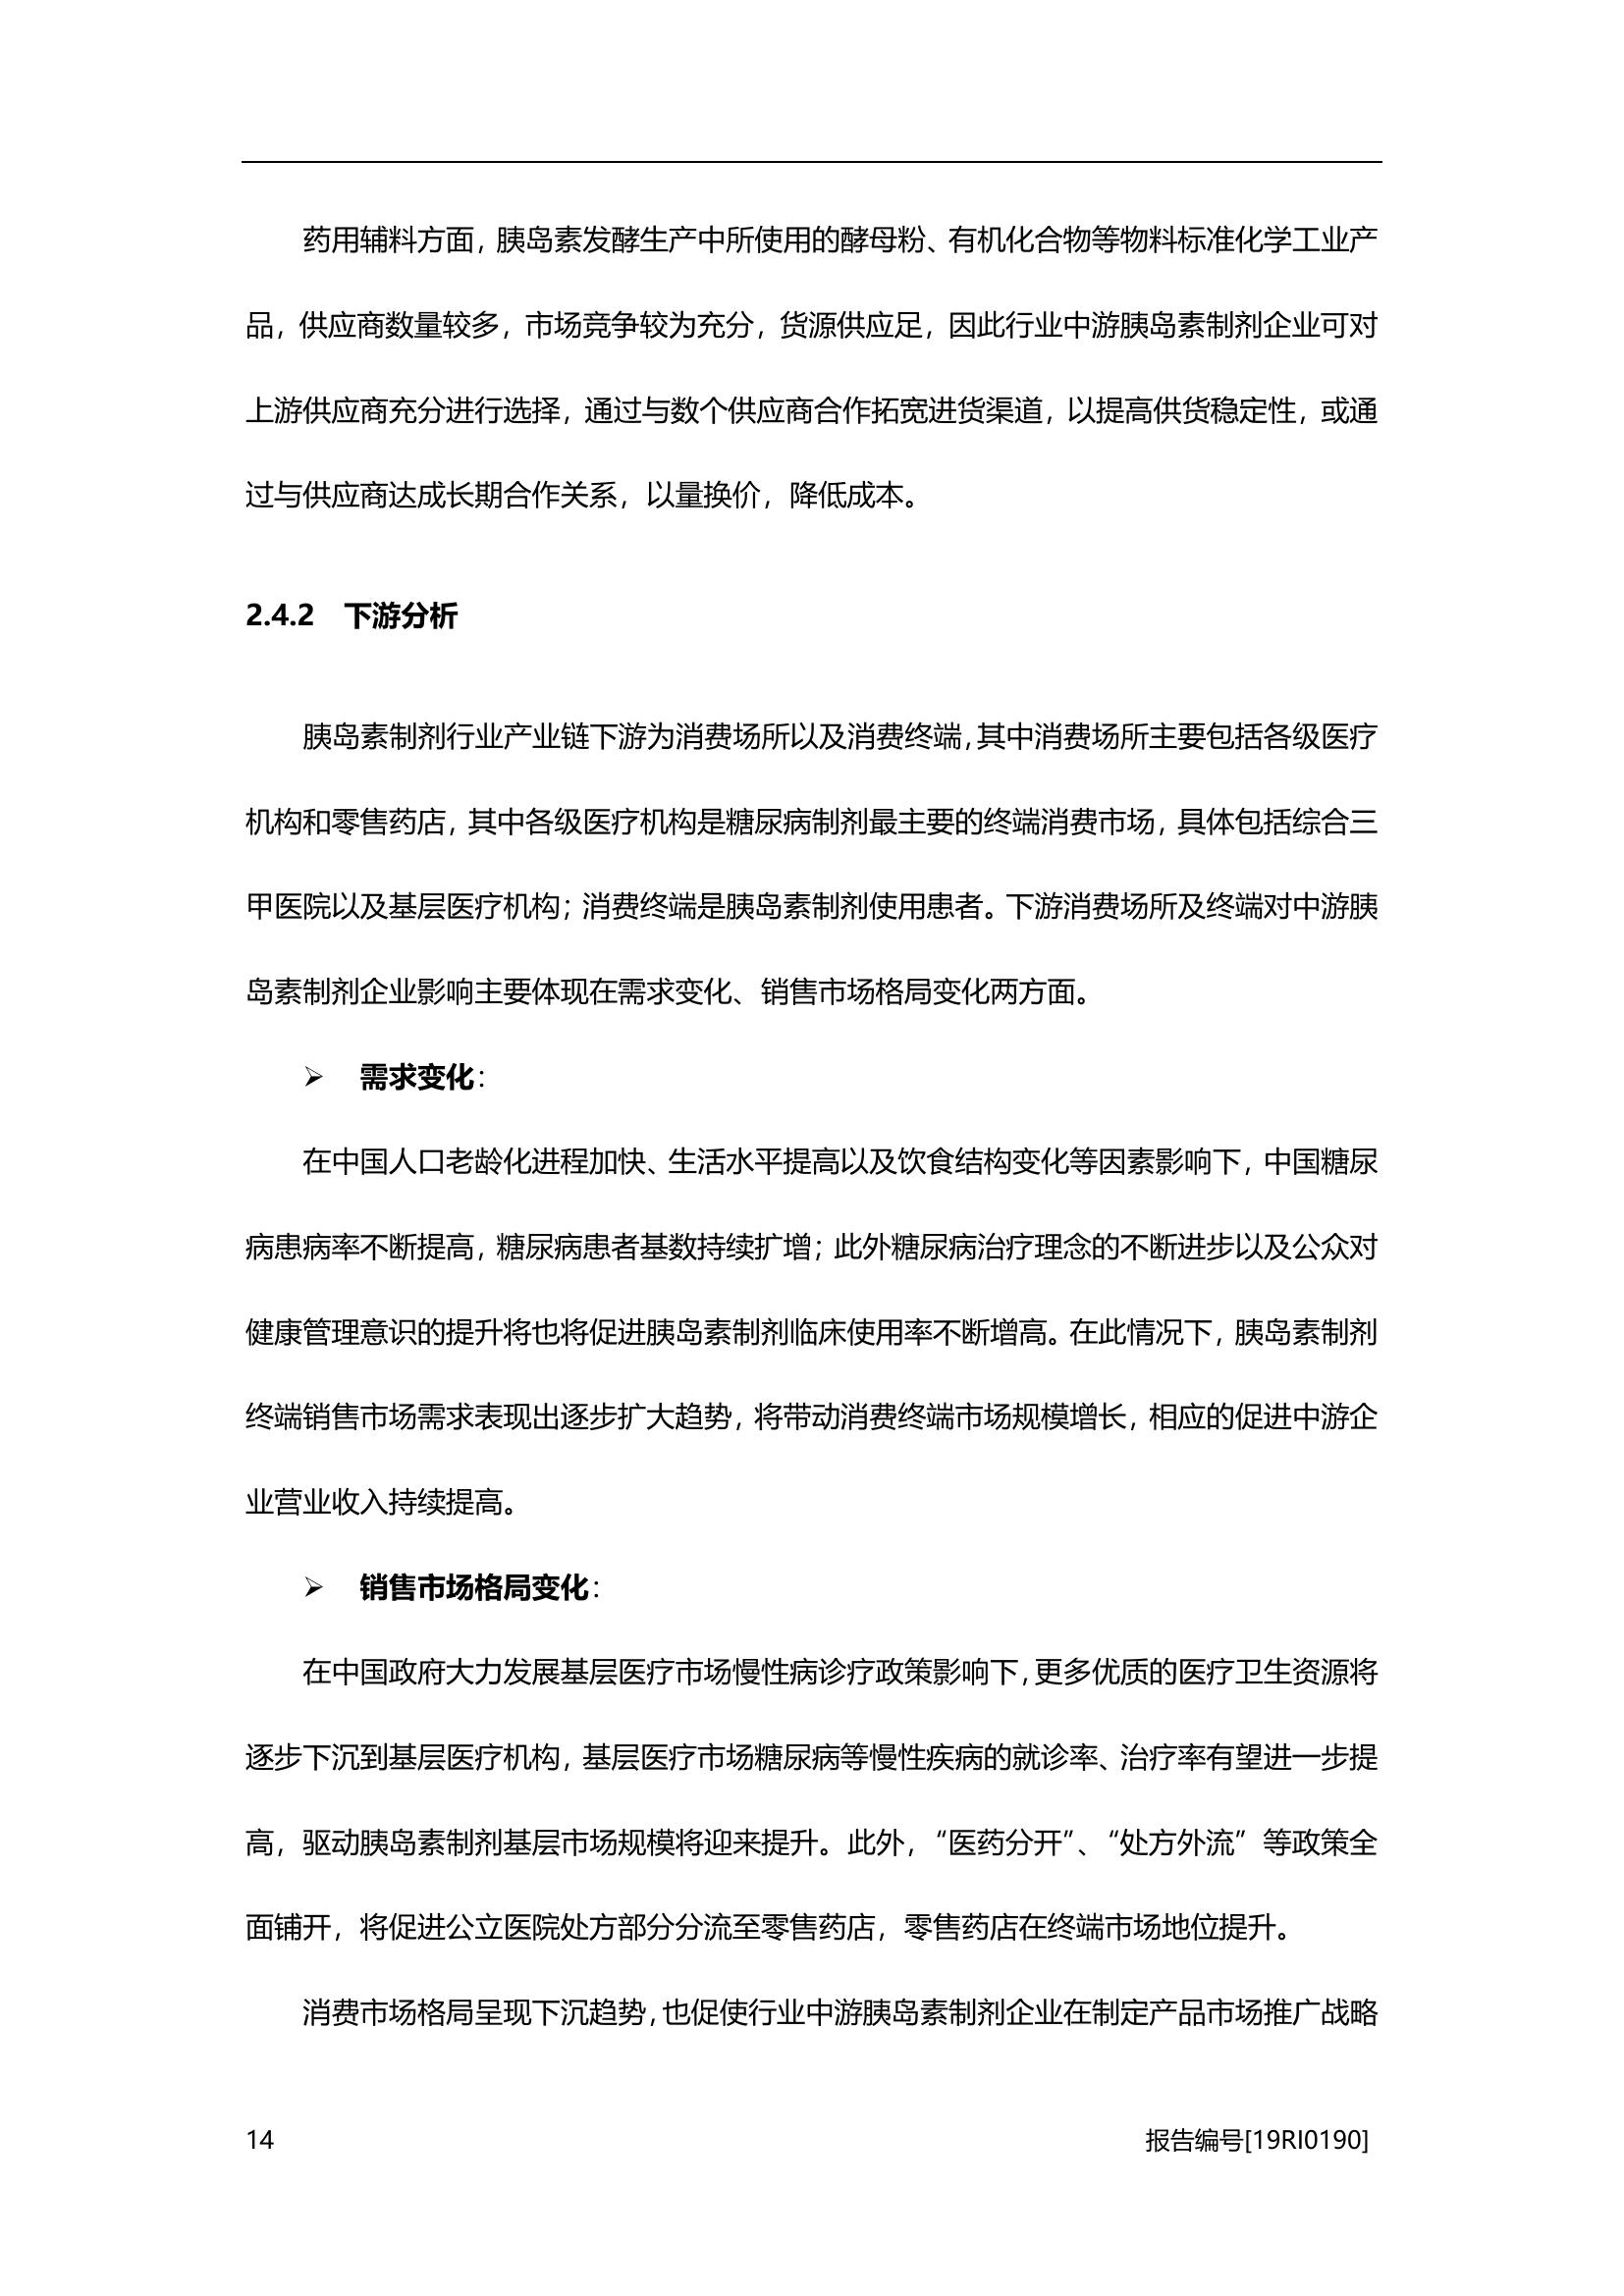 药用辅料方面，胰岛素发酵生产中所使用的酵母粉、有机化合物等物料标准化学工业产
品，供应商数量较多，市场竞争较为充分，货源供应足，因此行业中游胰岛素制剂企业可对
上游供应商充分进行选择，通过与数个供应商合作拓宽进货渠道，以提高供货稳定性，或通
过与供应商达成长期合作关系，以量换价，降低成本。
2.4.2 下游分析
胰岛素制剂行业产业链下游为消费场所以及消费终端，其中消费场所主要包括各级医疗
机构和零售药店，其中各级医疗机构是糖尿病制剂最主要的终端消费市场，具体包括综合三
甲医院以及基层医疗机构；消费终端是胰岛素制剂使用患者。下游消费场所及终端对中游胰
岛素制剂企业影响主要体现在需求变化、销售市场格局变化两方面。
➢ 需求变化：
在中国人口老龄化进程加快、生活水平提高以及饮食结构变化等因素影响下，中国糖尿
病患病率不断提高，糖尿病患者基数持续扩增；此外糖尿病治疗理念的不断进步以及公众对
健康管理意识的提升将也将促进胰岛素制剂临床使用率不断增高。在此情况下，胰岛素制剂
终端销售市场需求表现出逐步扩大趋势，将带动消费终端市场规模增长，相应的促进中游企
业营业收入持续提高。
➢ 销售市场格局变化：
在中国政府大力发展基层医疗市场慢性病诊疗政策影响下，更多优质的医疗卫生资源将
逐步下沉到基层医疗机构，基层医疗市场糖尿病等慢性疾病的就诊率、治疗率有望进一步提
高，驱动胰岛素制剂基层市场规模将迎来提升。此外，“医药分开”、“处方外流”等政策全
面铺开，将促进公立医院处方部分分流至零售药店，零售药店在终端市场地位提升。
消费市场格局呈现下沉趋势，也促使行业中游胰岛素制剂企业在制定产品市场推广战略
14 报告编号[19RI0190]